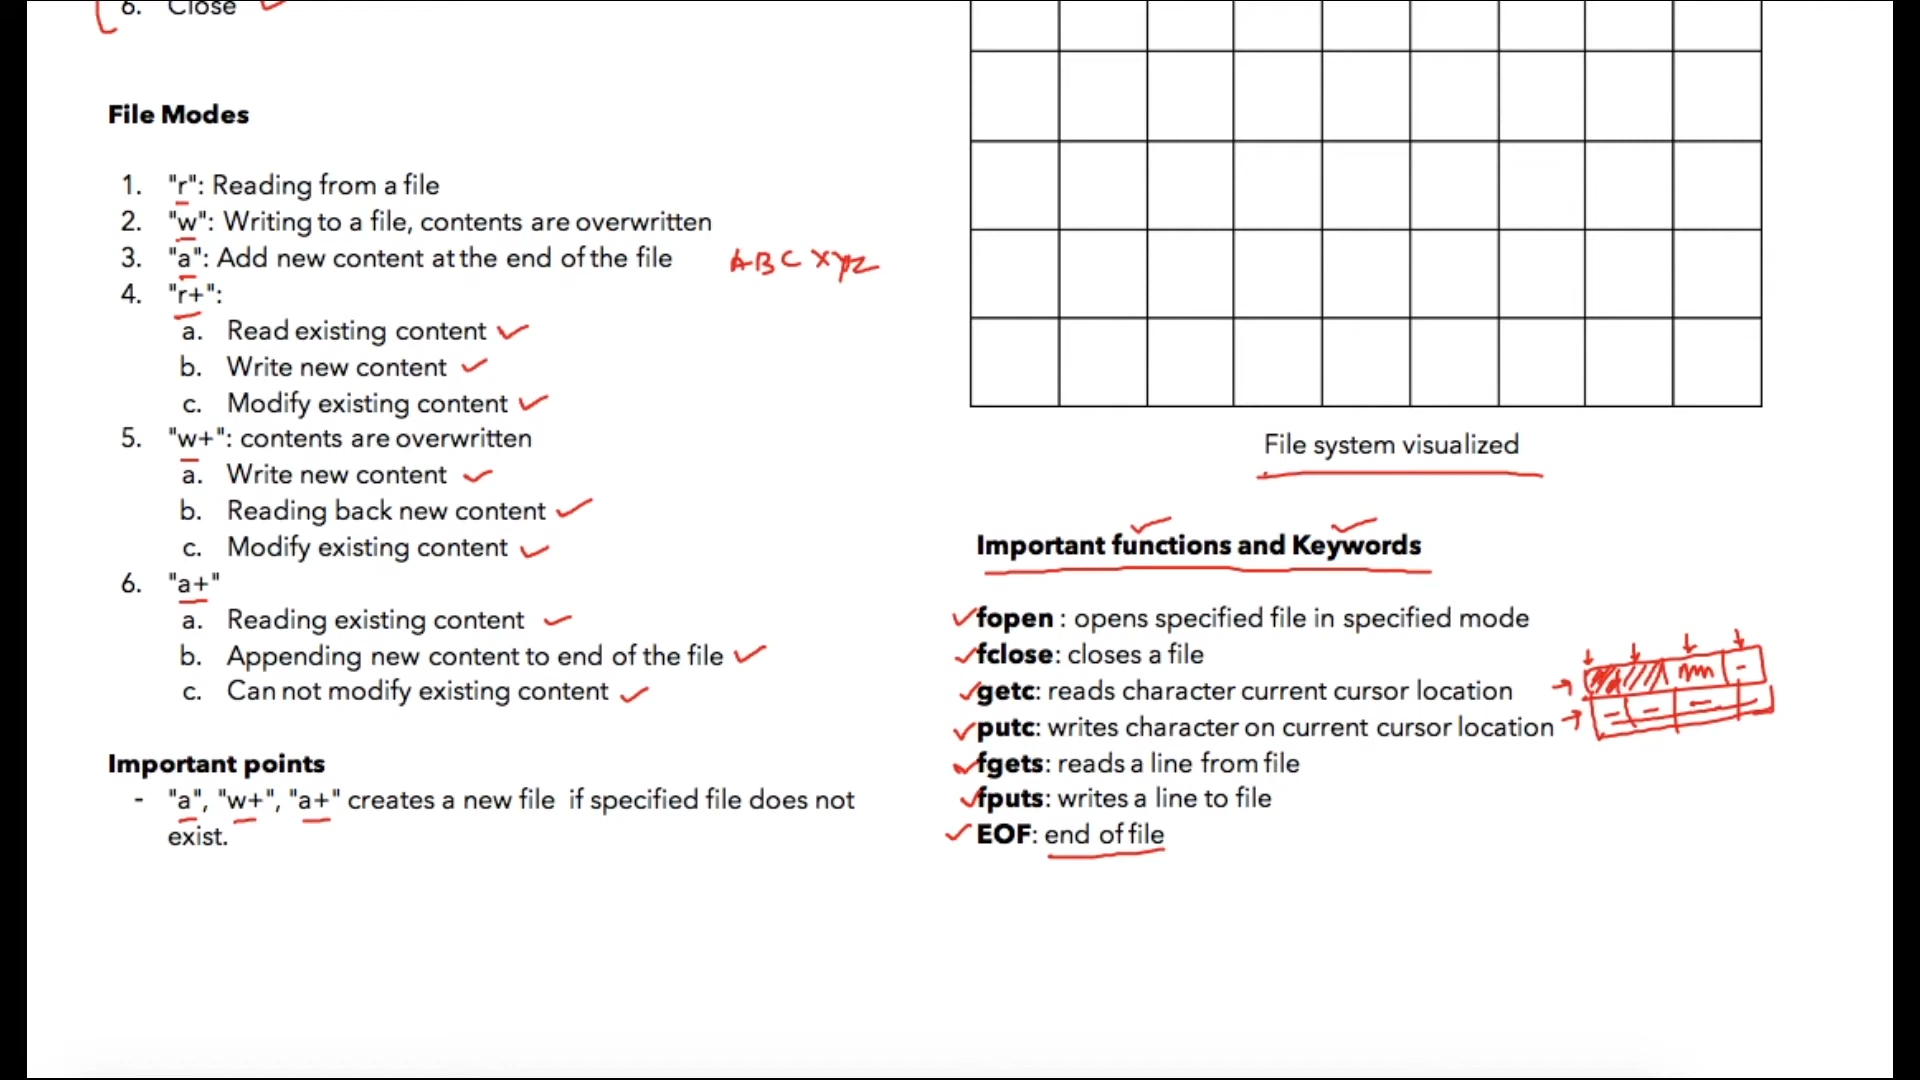 6. Close
File Modes
1. "r": Reading from a file
2. "w": Writing to a file, contents are overwritten
3. "a": Add new content at the end of the file
ABCXYZ
4. "r+":
a. Read existing content
b. Write new content
c. Modify existing content
5. "w+": contents are overwritten
a. Write new content
b. Reading back new content
c. Modify existing content
6. "a+"
a. Reading existing content
b. Appending new content to end of the file
c. Can not modify existing content
Important points
- "a", "w+", "a+" creates a new file if specified file does not
exist.
File system visualized
Important functions and Keywords
fopen : opens specified file in specified mode
fclose: closes a file
getc: reads character current cursor location
putc: writes character on current cursor location
fgets: reads a line from file
fputs: writes a line to file
EOF: end of file